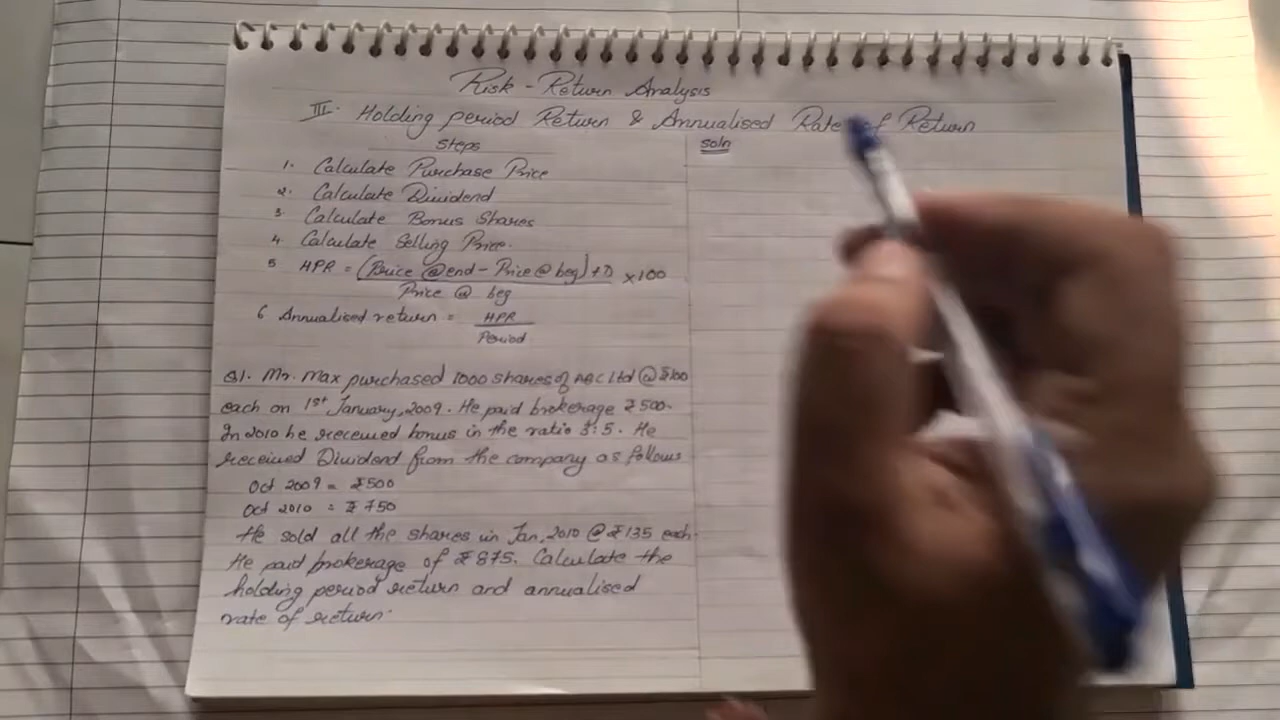 Risk - Return Analysis
III. Holding period Return & Annualised Rate of Return
Steps
1. Calculate Purchase Price
2. Calculate Dividend
3. Calculate Bonus Shares
4. Calculate Selling Price.
5 HPR = (Price @ end - Price @ beg) + D × 100
Price @ beg
6 Annualised return = HPR
Period
Q1. Mr. Max purchased 1000 shares of ABC Ltd @ ₹100
each on 1st January, 2009. He paid brokerage ₹500.
In 2010 he received bonus in the ratio 3:5. He
received Dividend from the company as follows
Oct 2009 = ₹500
Oct 2010 = ₹750
He sold all the shares in Jan, 2010 @ ₹135 each.
He paid brokerage of ₹875. Calculate the
holding period return and annualised
rate of return.
soln